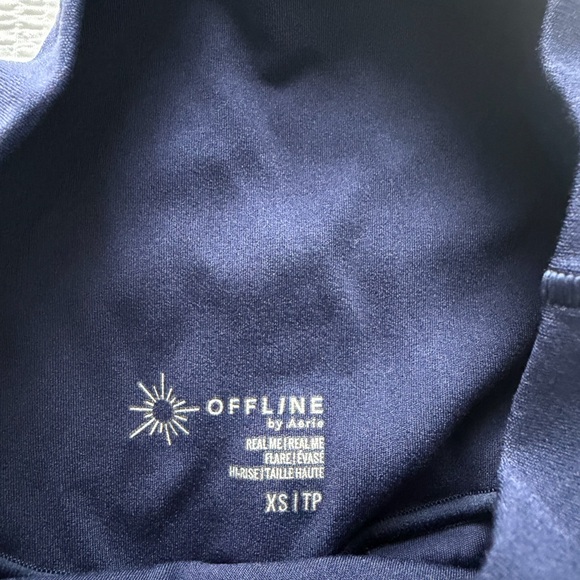 OFFLINE
by Aerie
REAL ME | REAL ME
FLARE | ÉVASÉ
HI-RISE | TAILLE HAUTE
XS | TP